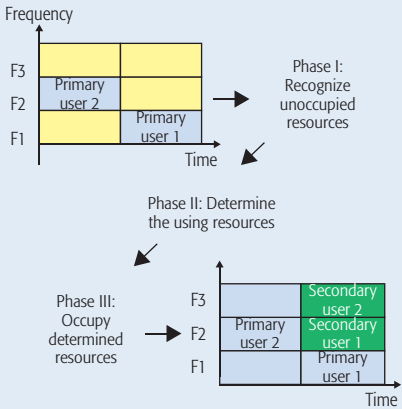 Frequency
F3
F2
F1
Primary
user 2
Primary
user 1
Time
Phase I:
Recognize
unoccupied
resources
Phase II: Determine
the using resources
Phase III:
Occupy
determined
resources
F3
F2
F1
Secondary
user 2
Primary
user 2
Secondary
user 1
Primary
user 1
Time